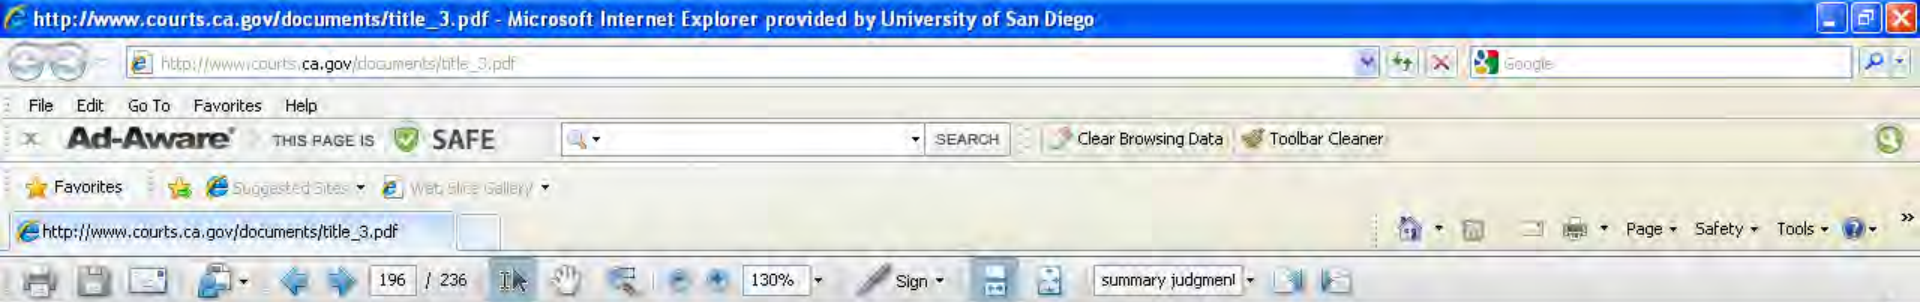 http://www.courts.ca.gov/documents/title_3.pdf - Microsoft Internet Explorer provided by University of San Diego
http://www.courts.ca.gov/documents/title_3.pdf Google
File Edit Go To Favorites Help
x Ad-Aware THIS PAGE IS SAFE SEARCH Clear Browsing Data Toolbar Cleaner
Favorites Suggested Sites Web Slice Gallery
http://www.courts.ca.gov/documents/title_3.pdf Page Safety Tools »
196 / 236 130% Sign summary judgment